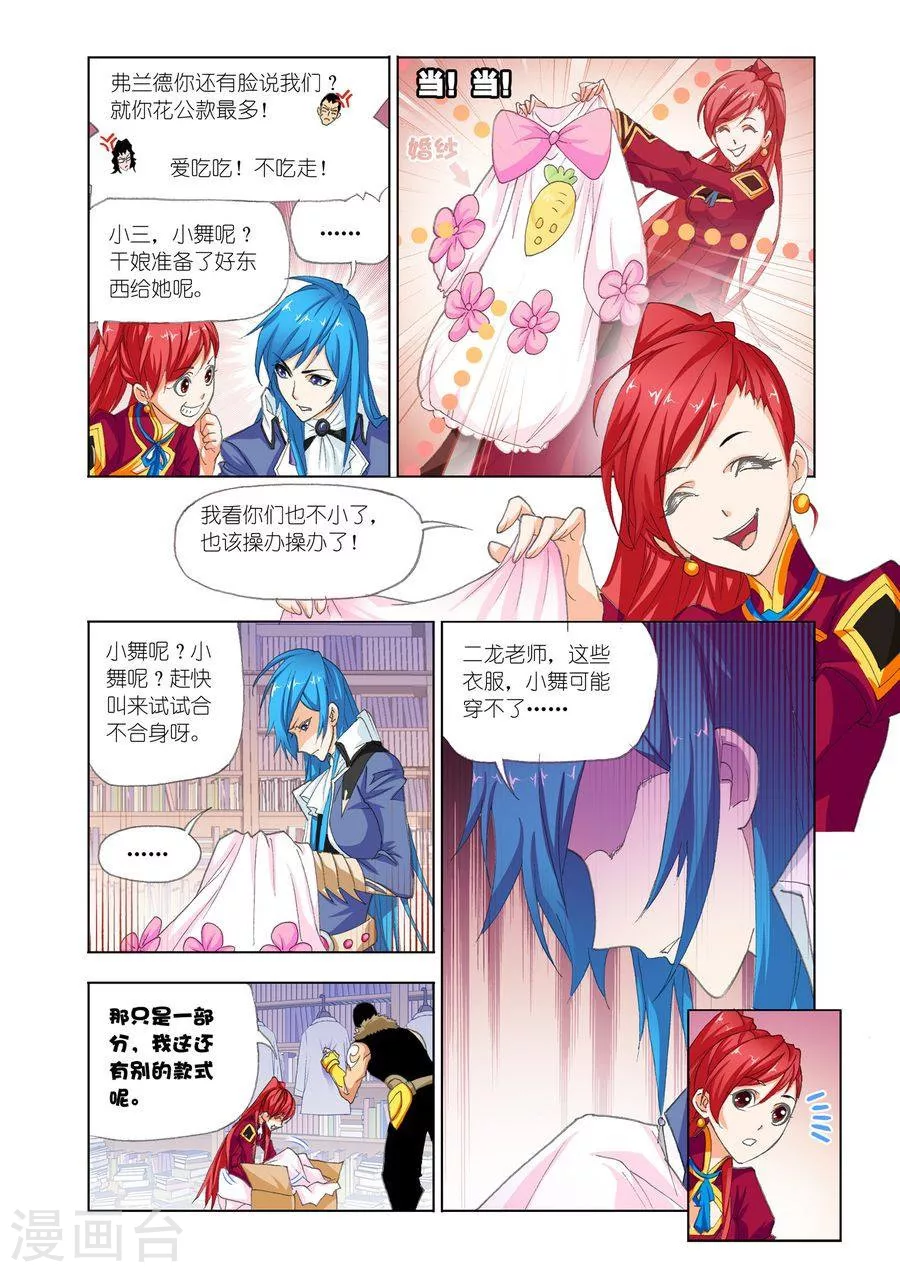 弗兰德你还有脸说我们？
就你花公款最多！
爱吃吃！不吃走！
小三，小舞呢？
干娘准备了好东
西给她呢。
……
当！当！
婚纱
我看你们也不小了，
也该操办操办了！
小舞呢？小
舞呢？赶快
叫来试试合
不合身呀。
……
二龙老师，这些
衣服，小舞可能
穿不了……
那只是一部
分，我这还
有别的款式
呢。
漫画台